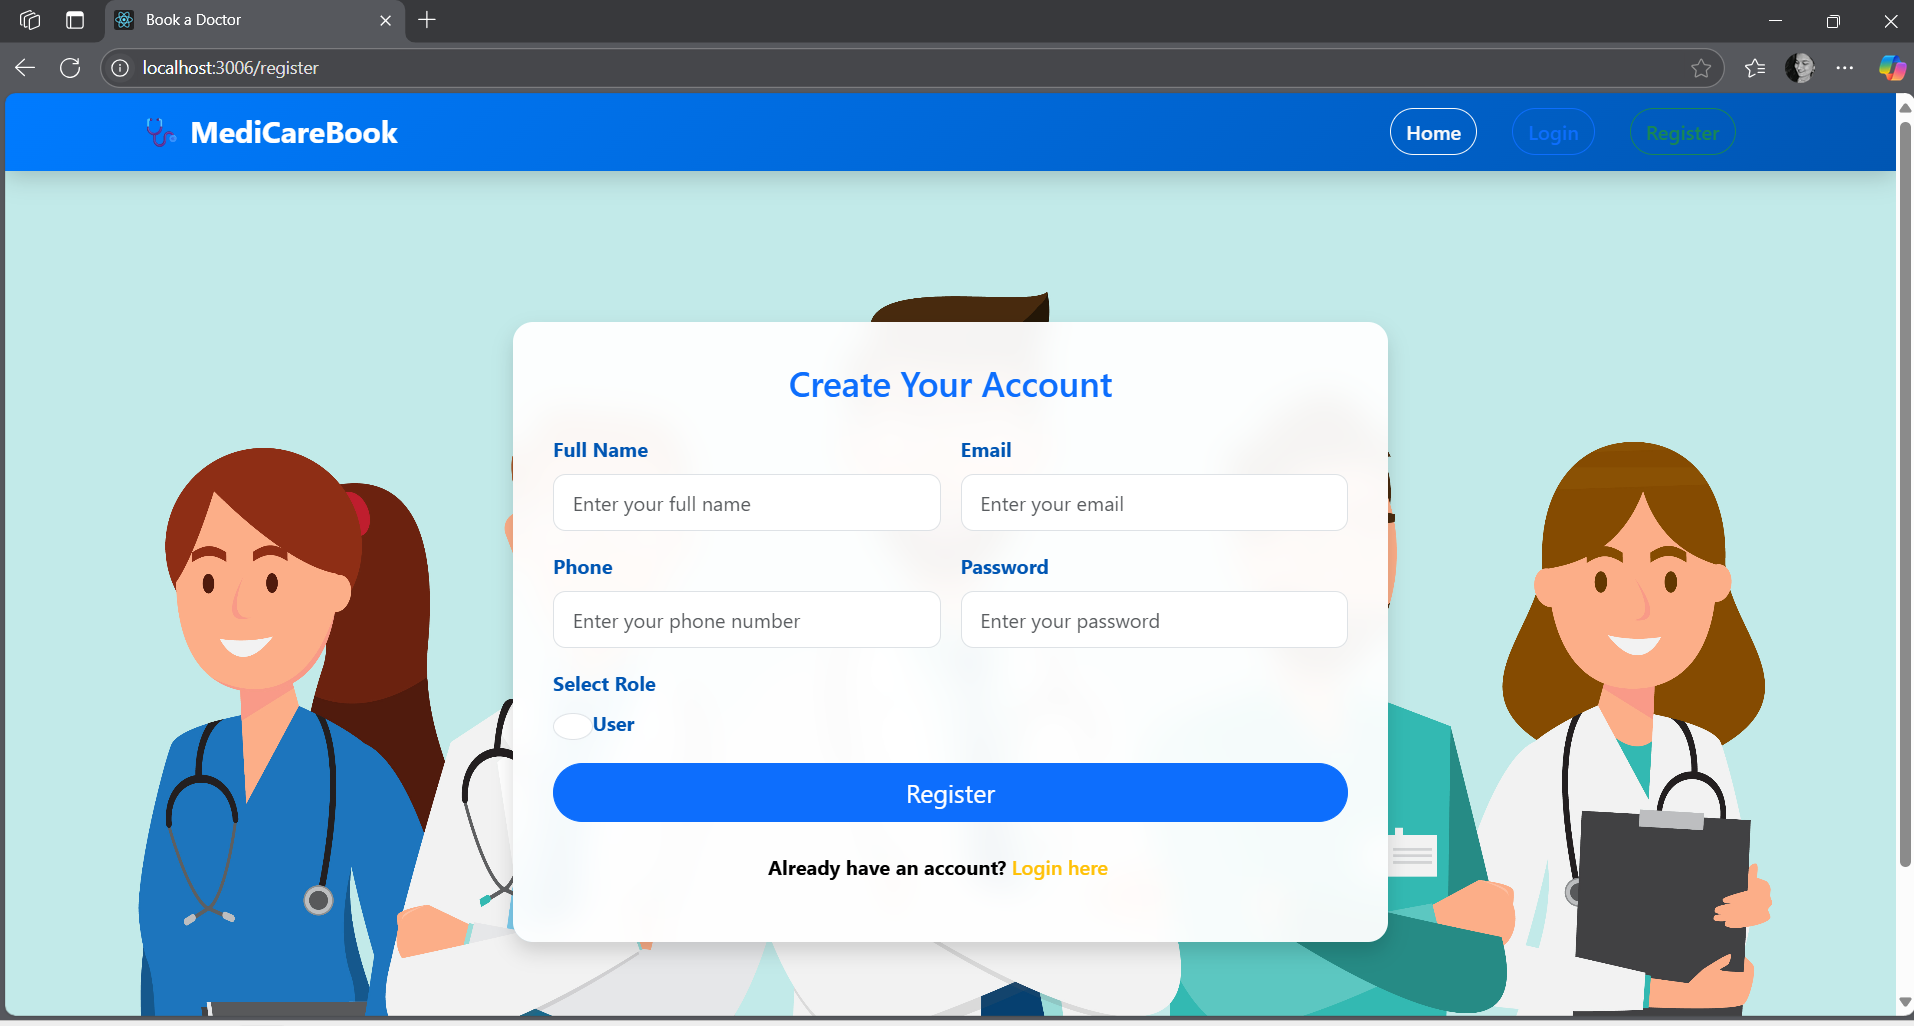 Book a Doctor
localhost:3006/register
MediCareBook
Home
Login
Register
Create Your Account
Full Name
Email
Enter your full name
Enter your email
Phone
Password
Enter your phone number
Enter your password
Select Role
User
Register
Already have an account? Login here